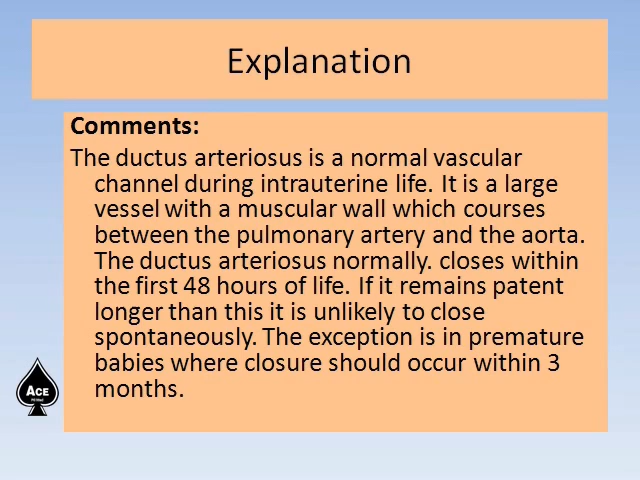 Explanation
Comments:
The ductus arteriosus is a normal vascular
channel during intrauterine life. It is a large
vessel with a muscular wall which courses
between the pulmonary artery and the aorta.
The ductus arteriosus normally. closes within
the first 48 hours of life. If it remains patent
longer than this it is unlikely to close
spontaneously. The exception is in premature
babies where closure should occur within 3
months.
ACE